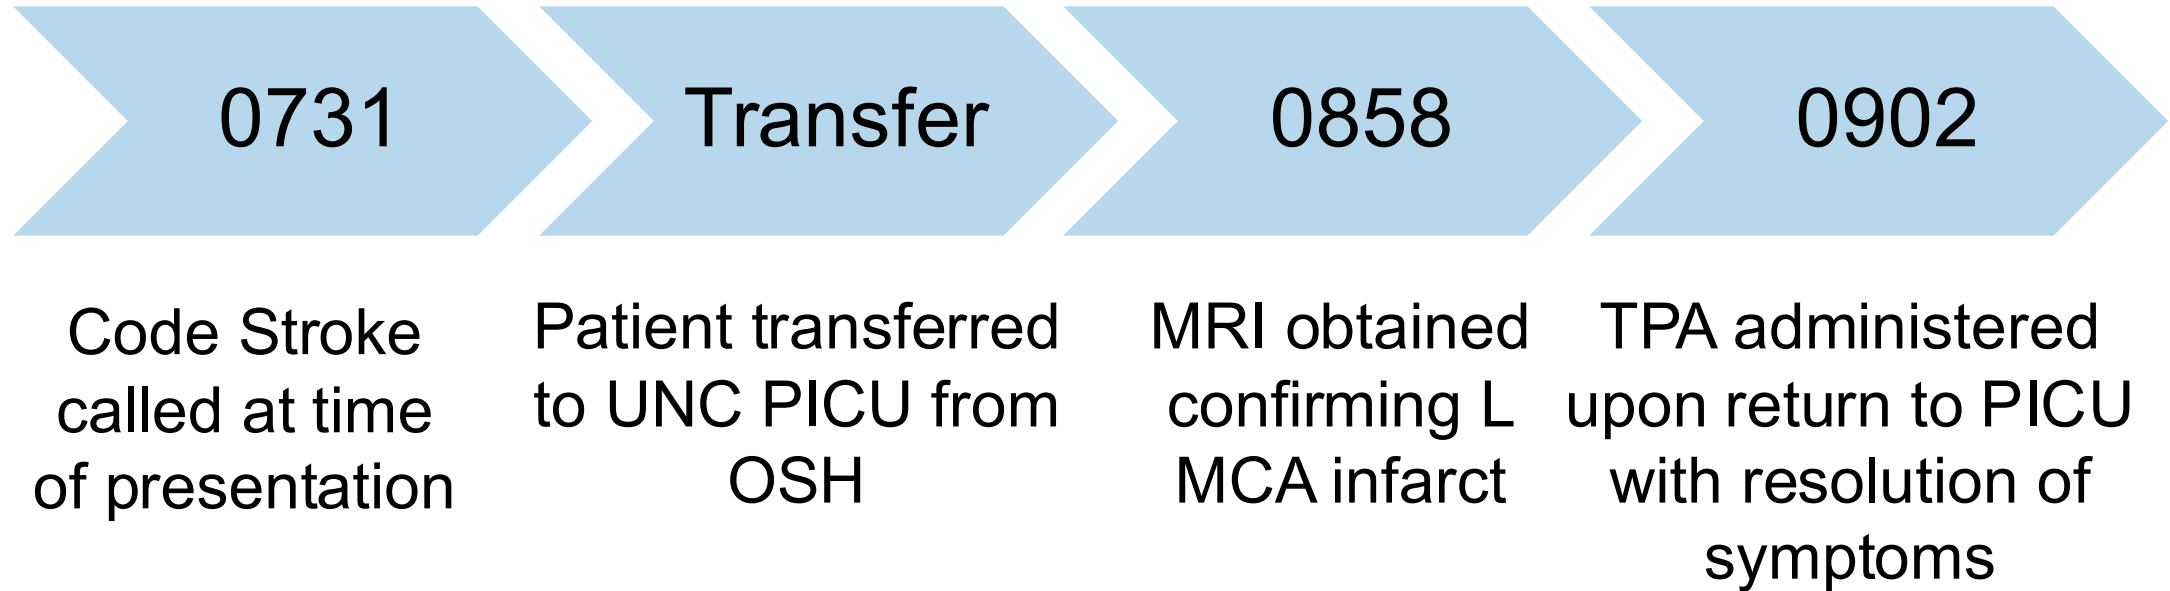 0731
Code Stroke
called at time
of presentation
Transfer
Patient transferred
to UNC PICU from
OSH
0858
MRI obtained
confirming L
MCA infarct
0902
TPA administered
upon return to PICU
with resolution of
symptoms